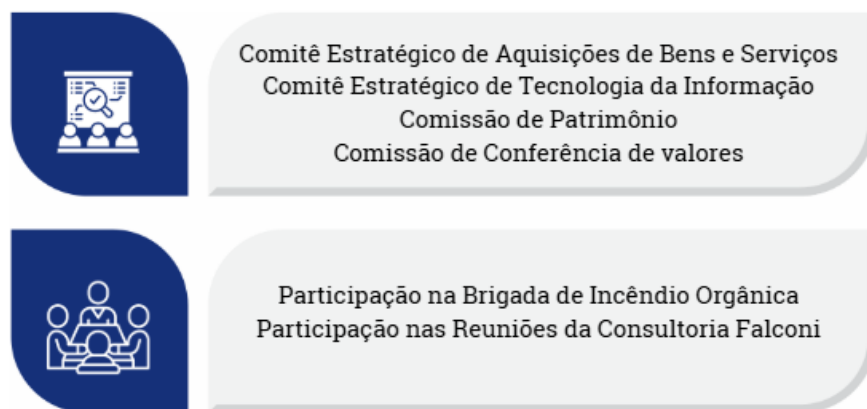 Comitê Estratégico de Aquisições de Bens e Serviços
Comitê Estratégico de Tecnologia da Informação
Comissão de Patrimônio
Comissão de Conferência de valores
Participação na Brigada de Incêndio Orgânica
Participação nas Reuniões da Consultoria Falconi